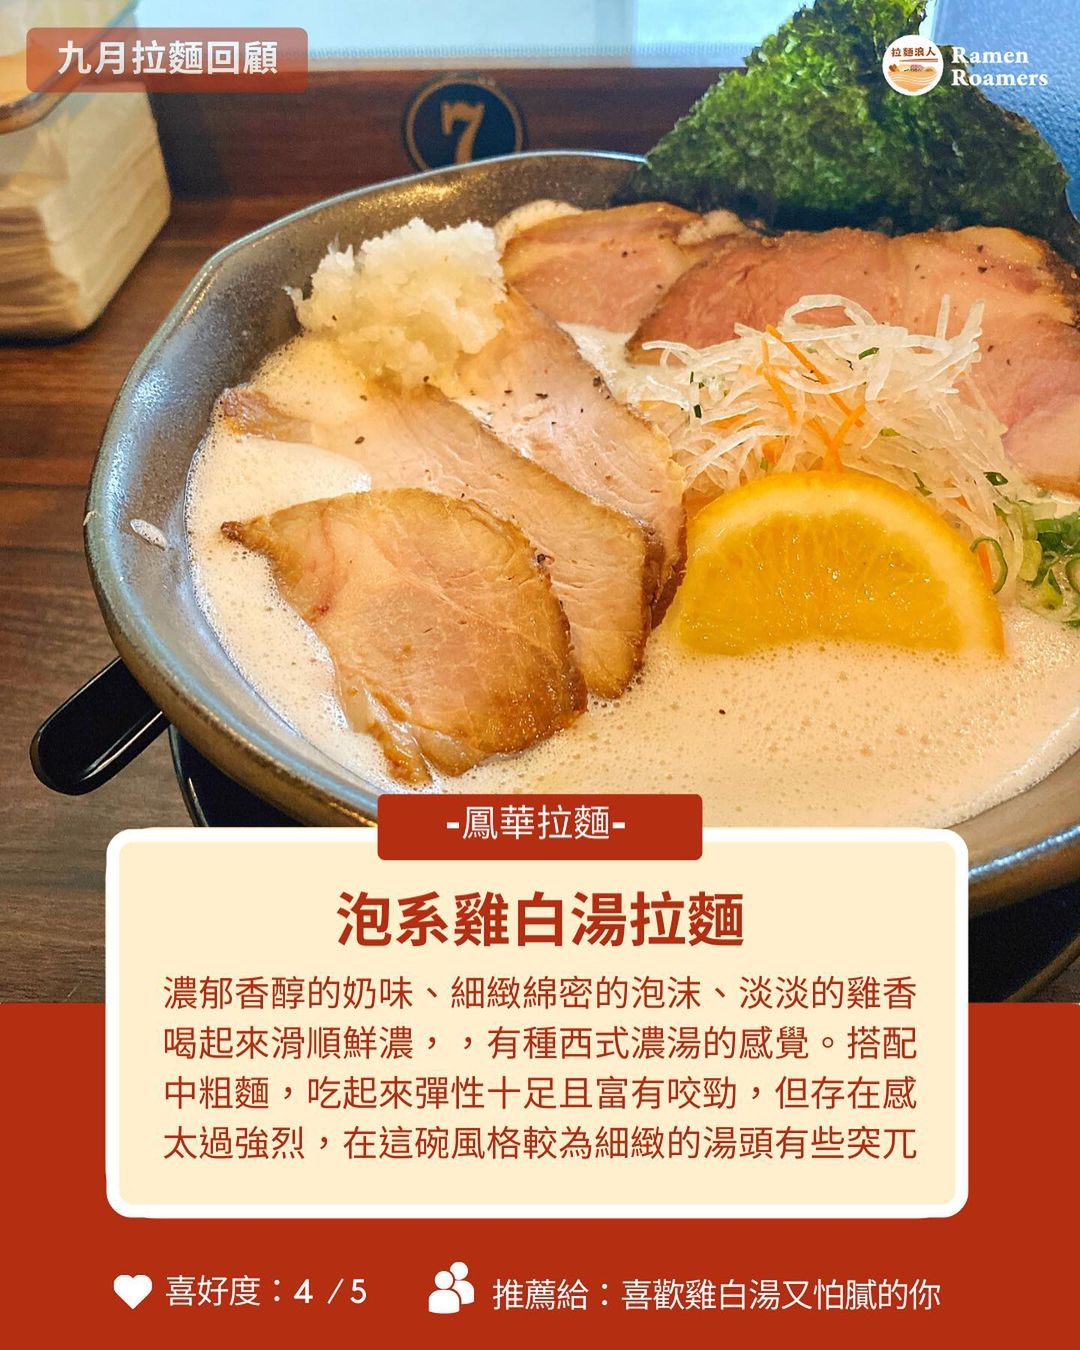 九月拉麵回顧
拉麵浪人
Ramen
Roamers
7
-鳳華拉麵-
泡系雞白湯拉麵
濃郁香醇的奶味、細緻綿密的泡沫、淡淡的雞香
喝起來滑順鮮濃，，有種西式濃湯的感覺。搭配
中粗麵，吃起來彈性十足且富有咬勁，但存在感
太過強烈，在這碗風格較為細緻的湯頭有些突兀
喜好度：4 / 5
推薦給：喜歡雞白湯又怕膩的你